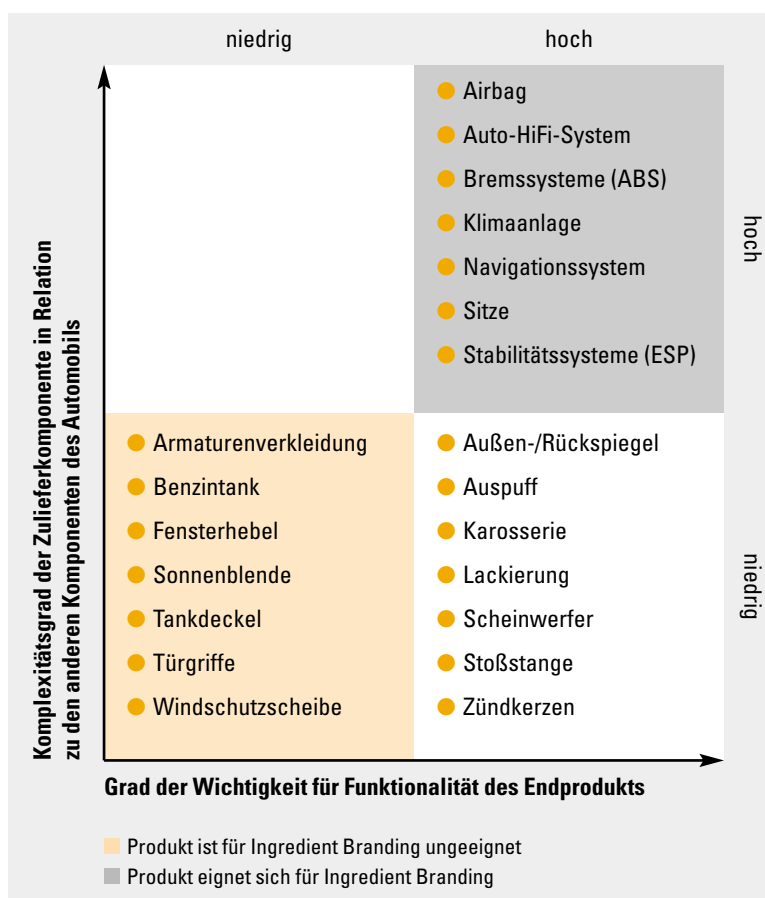 niedrig
hoch
Airbag
Auto-HiFi-System
Bremssysteme (ABS)
Klimaanlage
Navigationssystem
Sitze
Stabilitätssysteme (ESP)
hoch
Komplexitätsgrad der Zulieferkomponente in Relation
zu den anderen Komponenten des Automobils
Armaturenverkleidung
Benzintank
Fensterhebel
Sonnenblende
Tankdeckel
Türgriffe
Windschutzscheibe
Außen-/Rückspiegel
Auspuff
Karosserie
Lackierung
Scheinwerfer
Stoßstange
Zündkerzen
niedrig
Grad der Wichtigkeit für Funktionalität des Endprodukts
Produkt ist für Ingredient Branding ungeeignet
Produkt eignet sich für Ingredient Branding